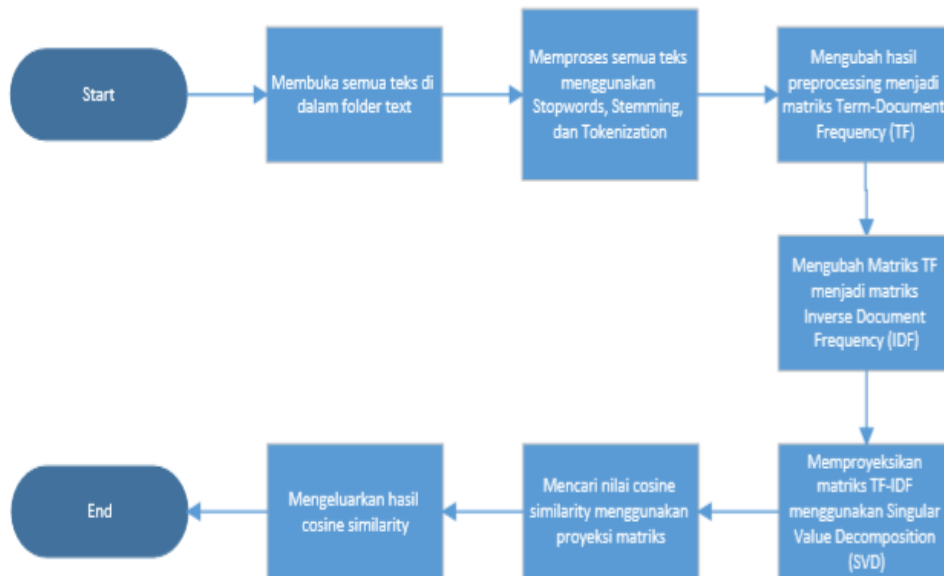 Start
Membuka semua teks di
dalam folder text
Memproses semua teks
menggunakan
Stopwords, Stemming,
dan Tokenization
Mengubah hasil
preprocessing menjadi
matriks Term-Document
Frequency (TF)
Mengubah Matriks TF
menjadi matriks
Inverse Document
Frequency (IDF)
Memproyeksikan
matriks TF-IDF
menggunakan Singular
Value Decomposition
(SVD)
Mencari nilai cosine
similarity menggunakan
proyeksi matriks
Mengeluarkan hasil
cosine similarity
End